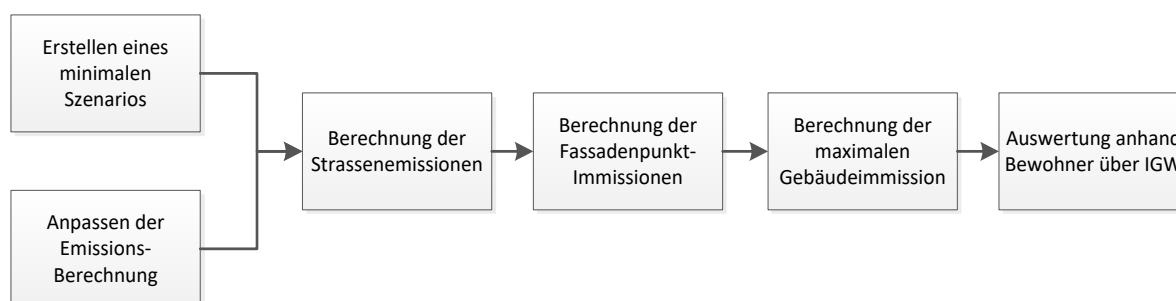 Erstellen eines
minimalen
Szenarios
Anpassen der
Emissions-
Berechnung
Berechnung der
Strassenemissionen
Berechnung der
Fassadenpunkt-
Immissionen
Berechnung der
maximalen
Gebäudeimmission
Auswertung anhand
Bewohner über IGW